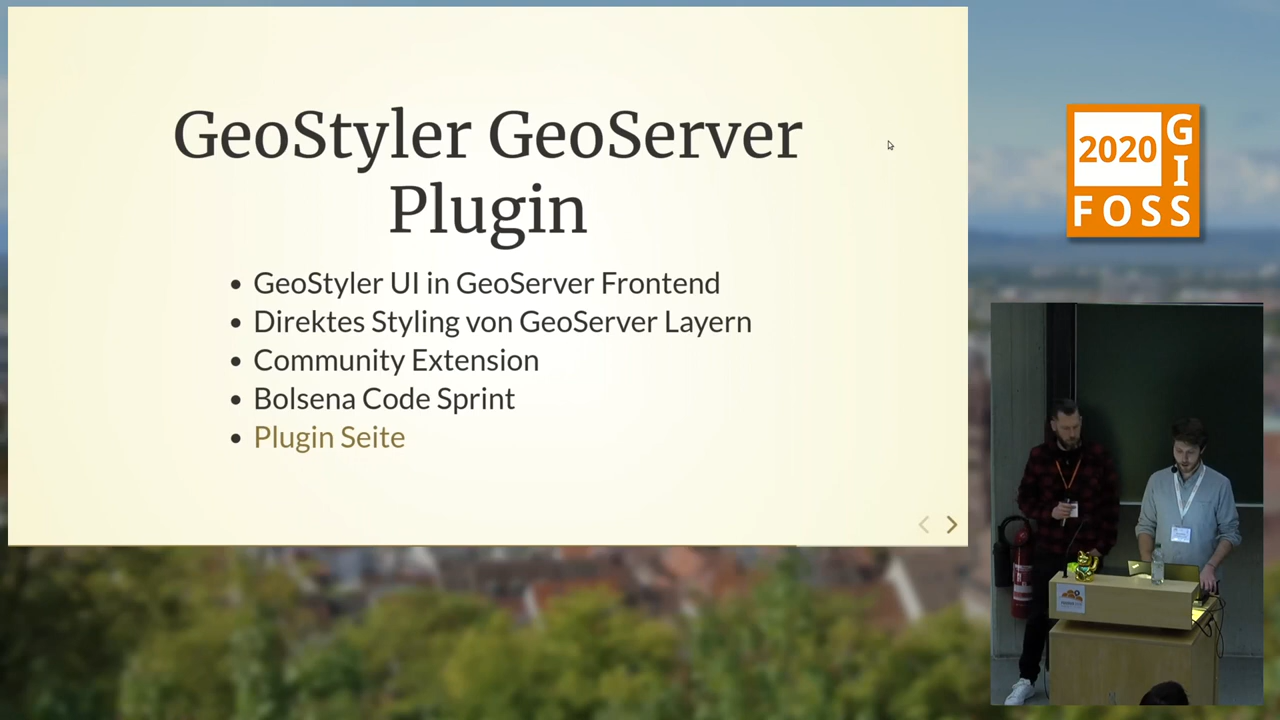 GeoStyler GeoServer
Plugin
GeoStyler UI in GeoServer Frontend
Direktes Styling von GeoServer Layern
Community Extension
Bolsena Code Sprint
Plugin Seite
2020
GIS
FOSS